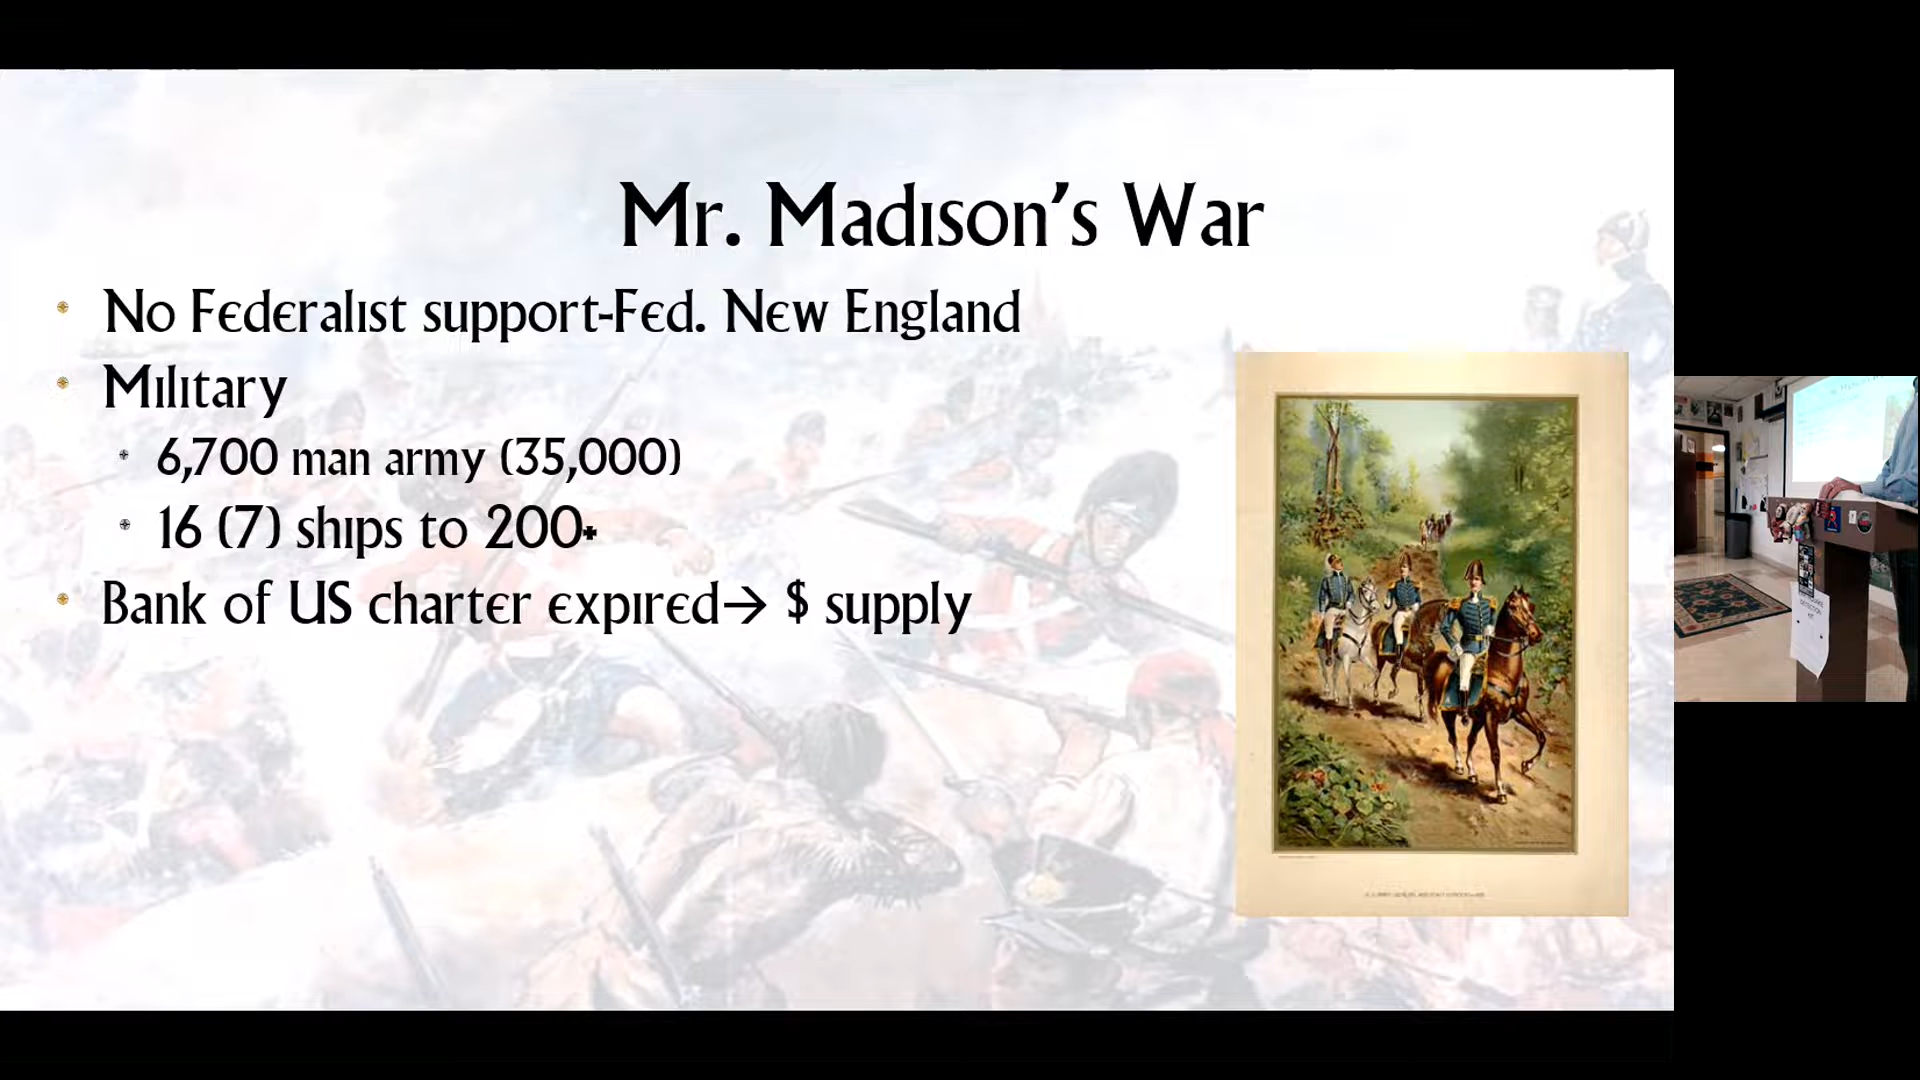 Mr. Madison's War
No Federalist support-Fed. New England
Military
6,700 man army (35,000)
16 (7) ships to 200+
Bank of US charter expired→ $ supply